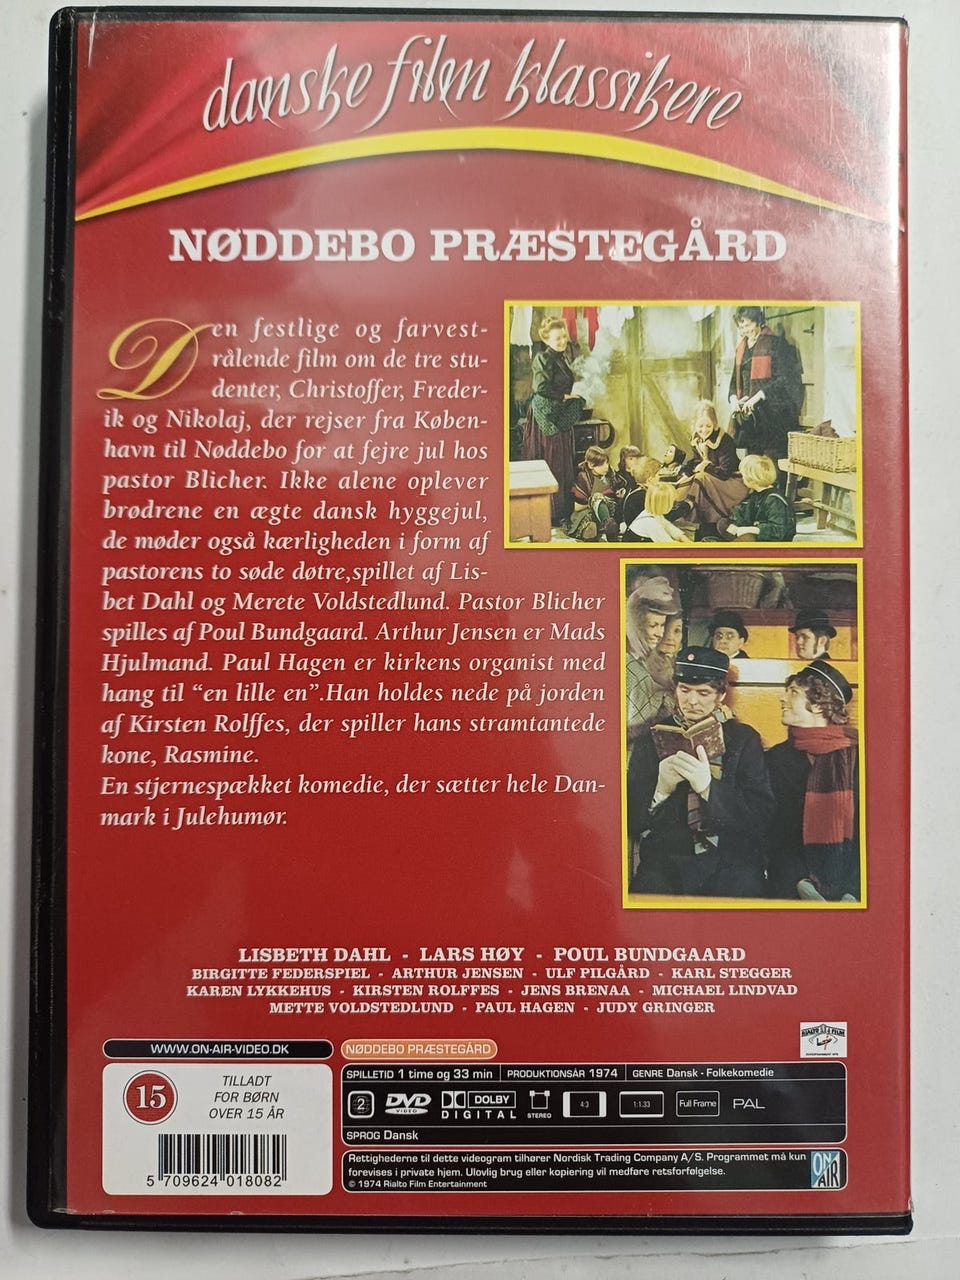 danske film klassikere
NØDDEBO PRÆSTEGÅRD
Den festlige og farvest-
rålende film om de tre stu-
denter, Christoffer, Freder-
ik og Nikolaj, der rejser fra Køben-
havn til Nøddebo for at fejre jul hos
pastor Blicher. Ikke alene oplever
brødrene en ægte dansk hyggejul,
de møder også kærligheden i form af
pastorens to søde døtre,spillet af Lis-
bet Dahl og Merete Voldstedlund. Pastor Blicher
spilles af Poul Bundgaard. Arthur Jensen er Mads
Hjulmand. Paul Hagen er kirkens organist med
hang til “en lille en”.Han holdes nede på jorden
af Kirsten Rolffes, der spiller hans stramtantede
kone, Rasmine.
En stjernespækket komedie, der sætter hele Dan-
mark i Julehumør.
LISBETH DAHL - LARS HØY - POUL BUNDGAARD
BIRGITTE FEDERSPIEL - ARTHUR JENSEN - ULF PILGÅRD - KARL STEGGER
KAREN LYKKEHUS - KIRSTEN ROLFFES - JENS BRENAA - MICHAEL LINDVAD
METTE VOLDSTEDLUND - PAUL HAGEN - JUDY GRINGER
WWW.ON-AIR-VIDEO.DK
NØDDEBO PRÆSTEGÅRD
RIALTO FILM
15
TILLADT
FOR BØRN
OVER 15 ÅR
5 709624 018082
SPILLETID 1 time og 33 min PRODUKTIONSÅR 1974 GENRE Dansk - Folkekomedie
2 DVD VIDEO DOLBY DIGITAL STEREO 4:3 1:1.33 Full Frame PAL
SPROG Dansk
Rettighederne til dette videogram tilhører Nordisk Trading Company A/S. Programmet må kun
forevises i private hjem. Ulovlig brug eller kopiering vil medføre retsforfølgelse.
© 1974 Rialto Film Entertainment
ON AIR